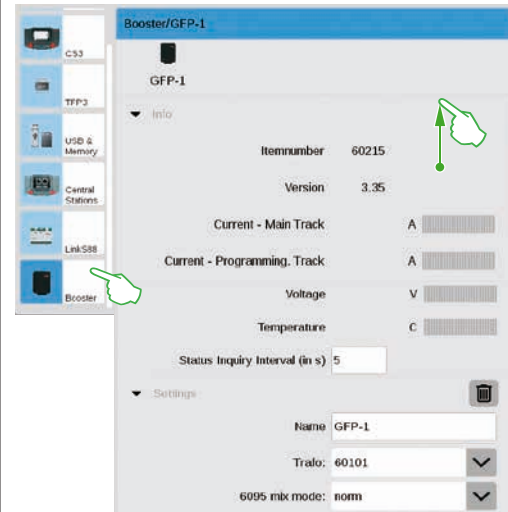 Booster/GFP-1
CS3
TFP3
USB &
Memory
Central
Stations
LinkS88
Booster
GFP-1
Info
Itemnumber 60215
Version 3.35
Current - Main Track A
Current - Programming. Track A
Voltage V
Temperature C
Status Inquiry Interval (in s) 5
Settings
Name GFP-1
Trafo: 60101
6095 mix mode: norm